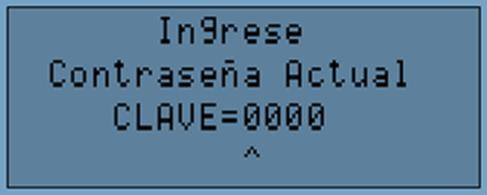 Ingrese
Contraseña Actual
CLAVE=0000
^